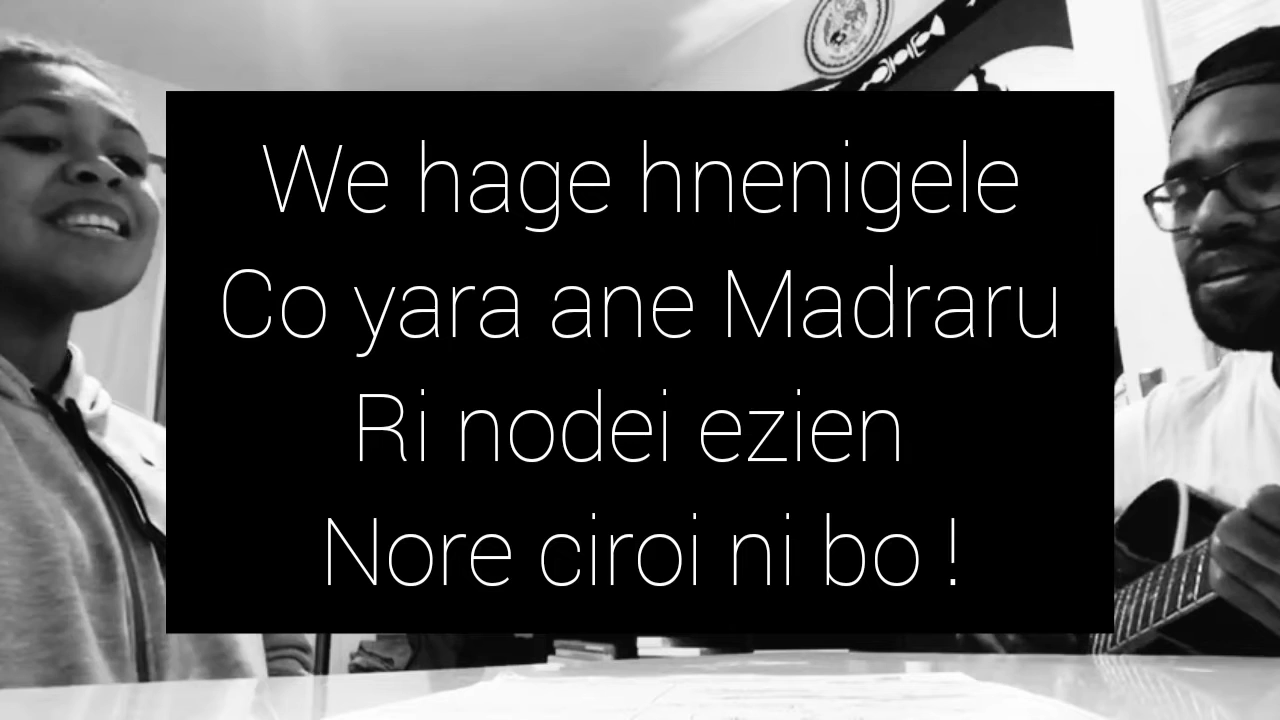 We hage hnenigele
Co yara ane Madraru
Ri nodei ezien
Nore ciroi ni bo !